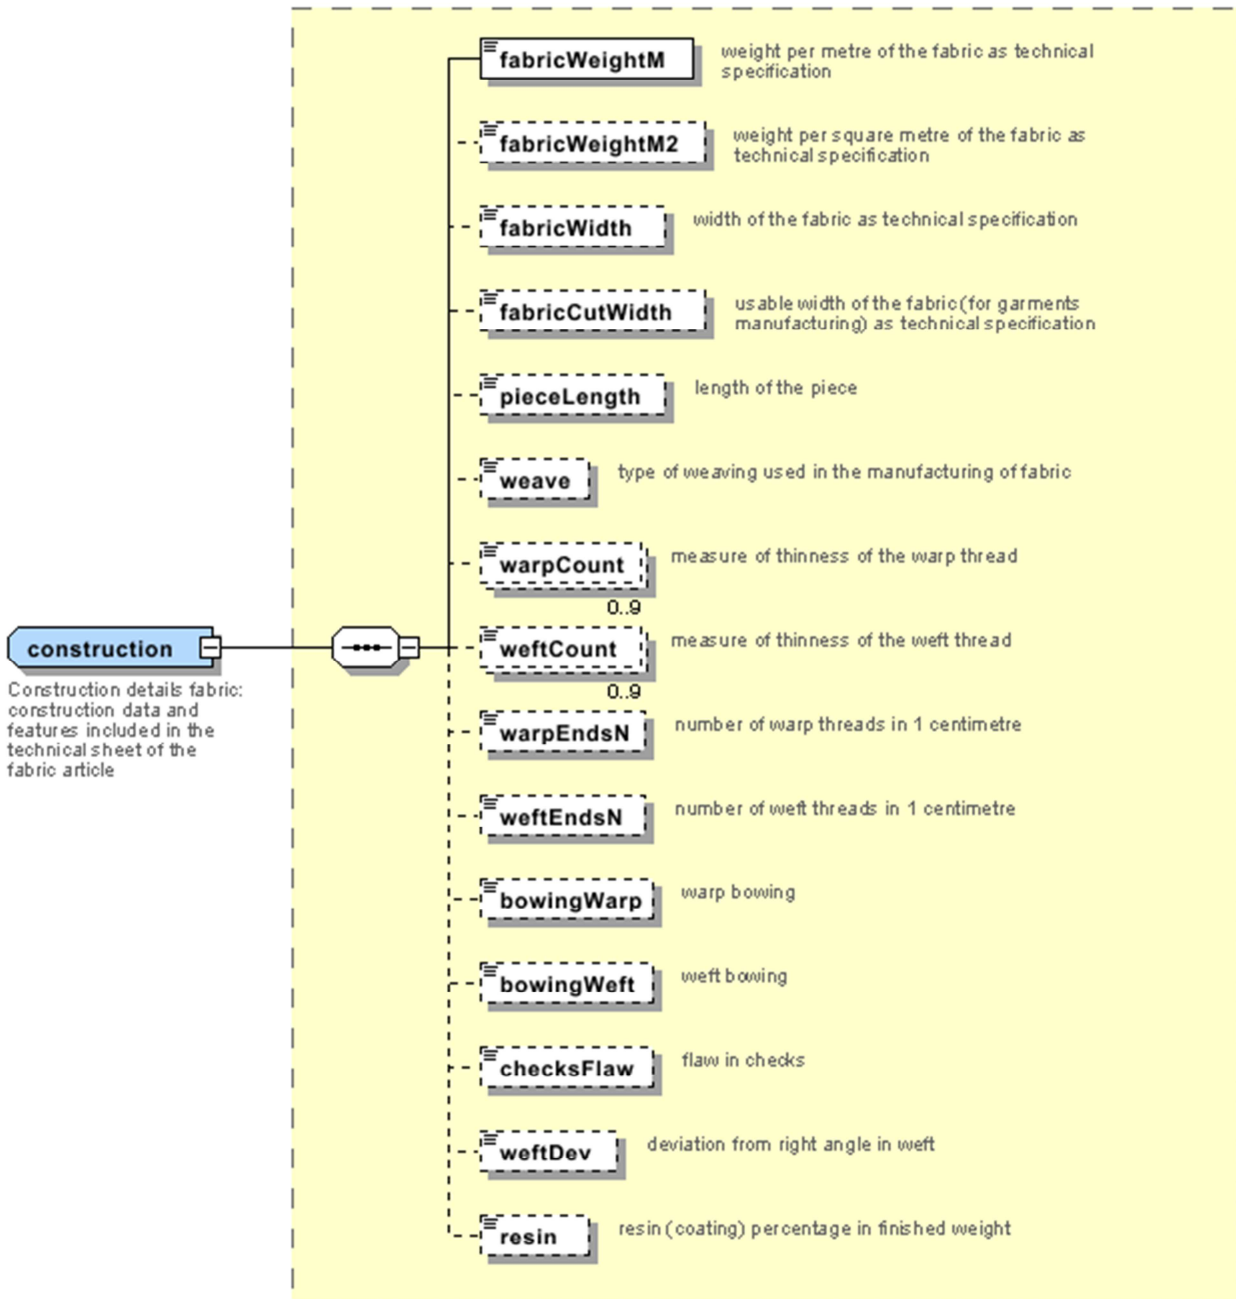 fabricWeightM
weight per metre of the fabric as technical
specification
fabricWeightM2
weight per square metre of the fabric as
technical specification
fabricWidth
width of the fabric as technical specification
fabricCutWidth
usable width of the fabric (for garments
manufacturing) as technical specification
pieceLength
length of the piece
weave
type of weaving used in the manufacturing of fabric
warpCount
measure of thinness of the warp thread
0..9
construction
Construction details fabric:
construction data and
features included in the
technical sheet of the
fabric article
weftCount
measure of thinness of the weft thread
0..9
warpEndsN
number of warp threads in 1 centimetre
weftEndsN
number of weft threads in 1 centimetre
bowingWarp
warp bowing
bowingWeft
weft bowing
checksFlaw
flaw in checks
weftDev
deviation from right angle in weft
resin
resin (coating) percentage in finished weight